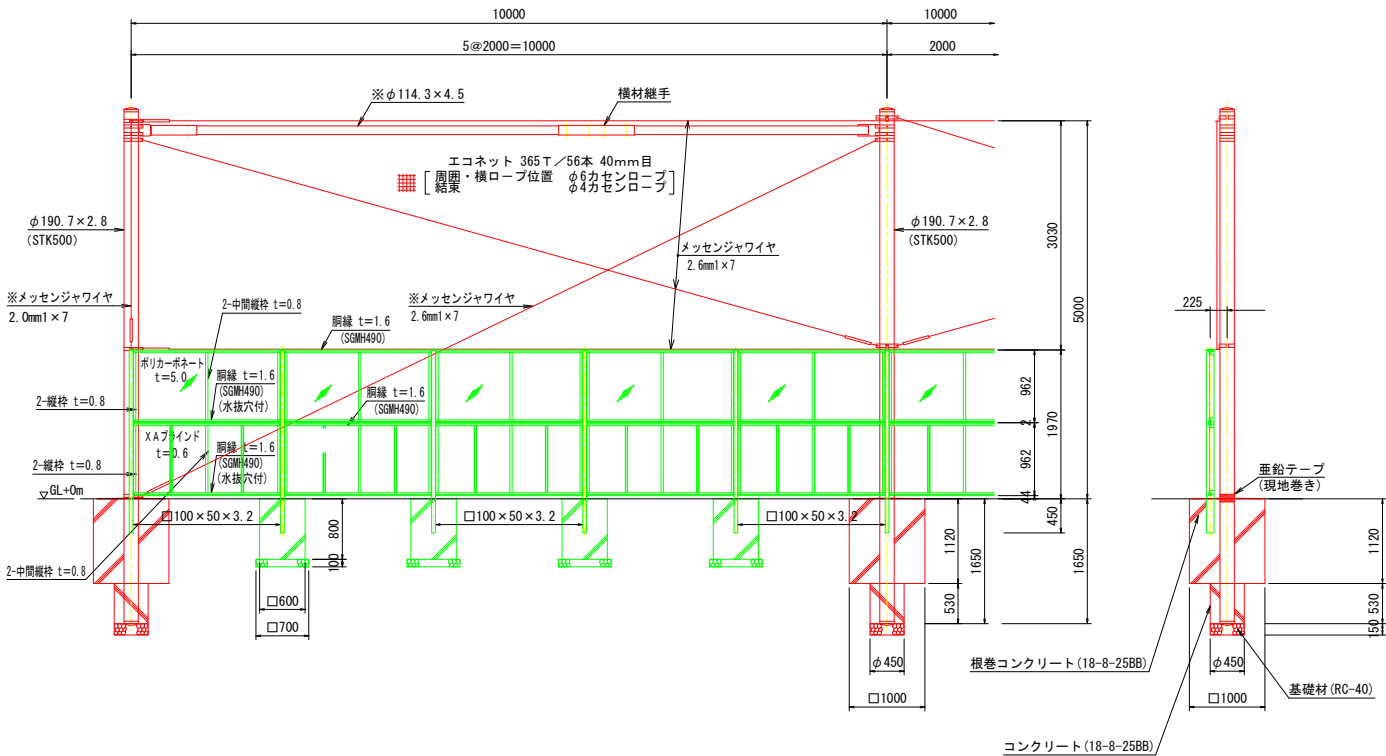 10000
10000
5@2000=10000
2000
※φ114.3×4.5
横材継手
エコネット 365T/56本 40mm目
周囲・横ロープ位置 φ6カセンロープ
結束 φ4カセンロープ
φ190.7×2.8
(STK500)
φ190.7×2.8
(STK500)
3030
5000
メッセンジャワイヤ
2.6mm1×7
※メッセンジャワイヤ
2.0mm1×7
2-中間縦枠 t=0.8
※メッセンジャワイヤ
2.6mm1×7
225
胴縁 t=1.6
(SGMH490)
ポリカーボネート
t=5.0
胴縁 t=1.6
(SGMH490)
(水抜穴付)
胴縁 t=1.6
(SGMH490)
962
2-縦枠 t=0.8
2
1970
XAブラインド
t=0.6
胴縁 t=1.6
(SGMH490)
(水抜穴付)
962
2-縦枠 t=0.8
亜鉛テープ
(現地巻き)
GL+0m
44
450
□100×50×3.2
□100×50×3.2
□100×50×3.2
800
100
1120
1650
1650
1120
2-中間縦枠 t=0.8
□600
530
530
□700
150
φ450
根巻コンクリート(18-8-25BB)
φ450
□1000
□1000
基礎材(RC-40)
コンクリート(18-8-25BB)